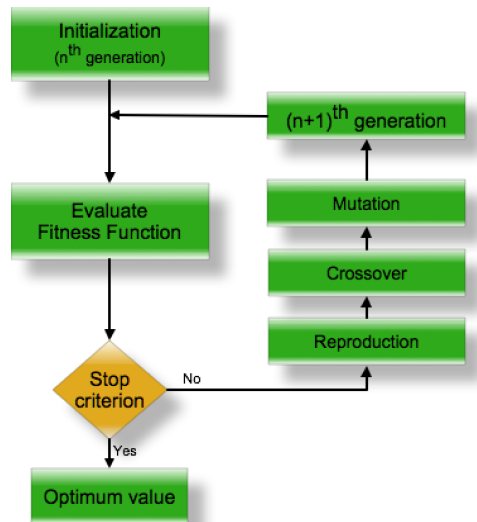 Initialization
(nth generation)
(n+1)th generation
Evaluate
Fitness Function
Mutation
Crossover
Reproduction
Stop
criterion
No
Yes
Optimum value